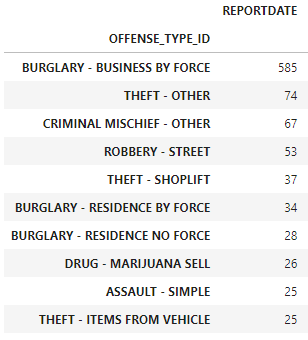 REPORTDATE
OFFENSE_TYPE_ID
BURGLARY - BUSINESS BY FORCE 585
THEFT - OTHER 74
CRIMINAL MISCHIEF - OTHER 67
ROBBERY - STREET 53
THEFT - SHOPLIFT 37
BURGLARY - RESIDENCE BY FORCE 34
BURGLARY - RESIDENCE NO FORCE 28
DRUG - MARIJUANA SELL 26
ASSAULT - SIMPLE 25
THEFT - ITEMS FROM VEHICLE 25